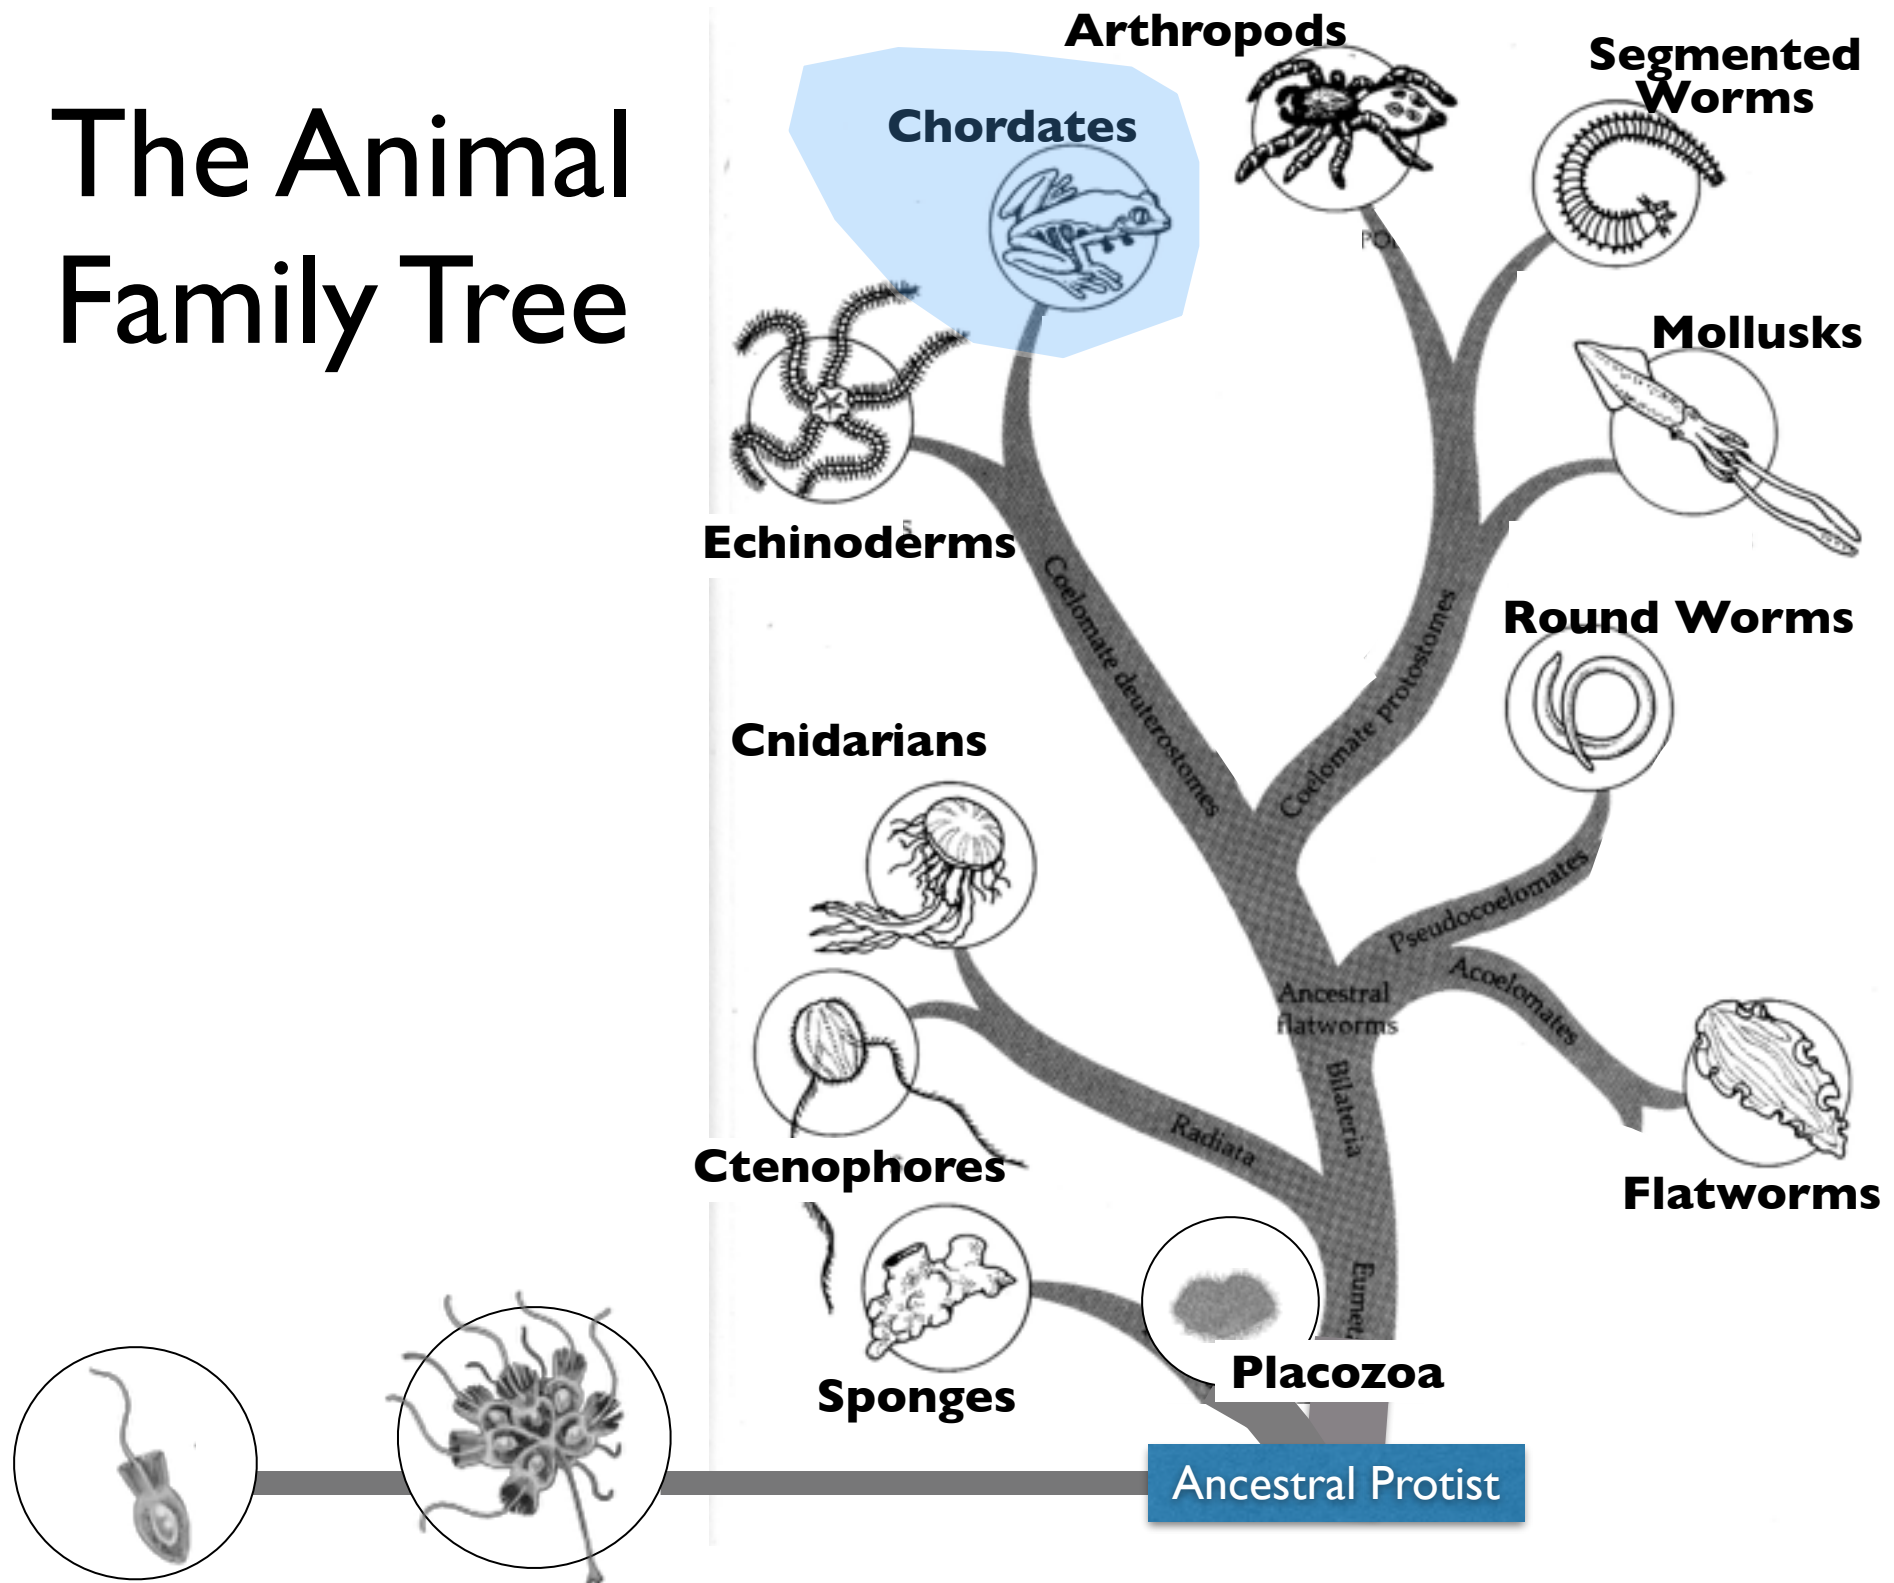 The Animal
Family Tree
Arthropods
Segmented
Worms
Chordates
Mollusks
Echinoderms
Coelomate deuterostomes
Coelomate protostomes
Round Worms
Cnidarians
Pseudocoelomates
Acoelomates
Ancestral
flatworms
Bilateria
Radiata
Ctenophores
Flatworms
Sponges
Placozoa
Ancestral Protist